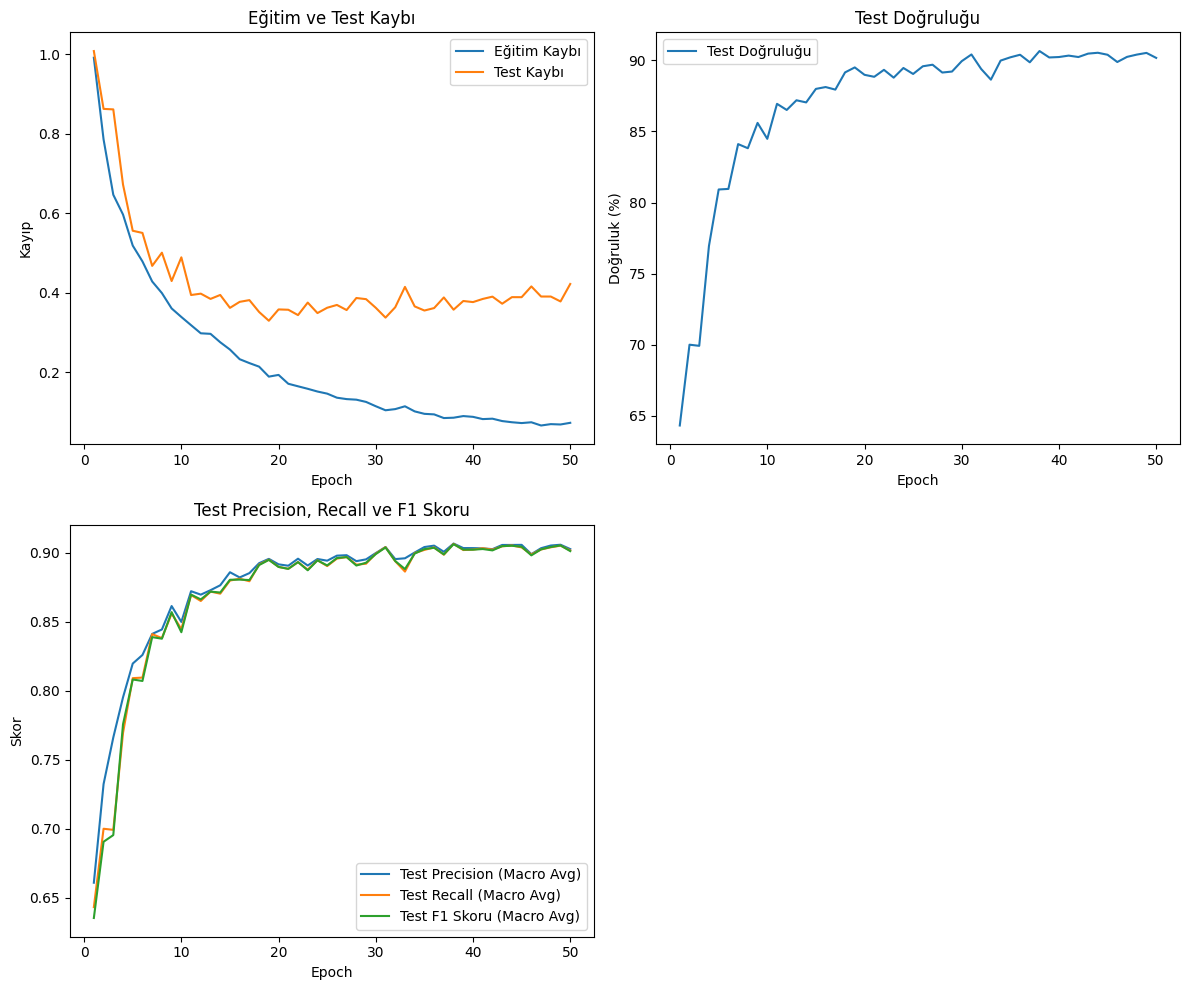 Eğitim ve Test Kaybı
Eğitim Kaybı
Test Kaybı
1.0
0.8
0.6
0.4
0.2
Kayıp
0 10 20 30 40 50
Epoch
Test Doğruluğu
Test Doğruluğu
90
85
80
75
70
65
Doğruluk (%)
0 10 20 30 40 50
Epoch
Test Precision, Recall ve F1 Skoru
0.90
0.85
0.80
0.75
0.70
0.65
Skor
Test Precision (Macro Avg)
Test Recall (Macro Avg)
Test F1 Skoru (Macro Avg)
0 10 20 30 40 50
Epoch